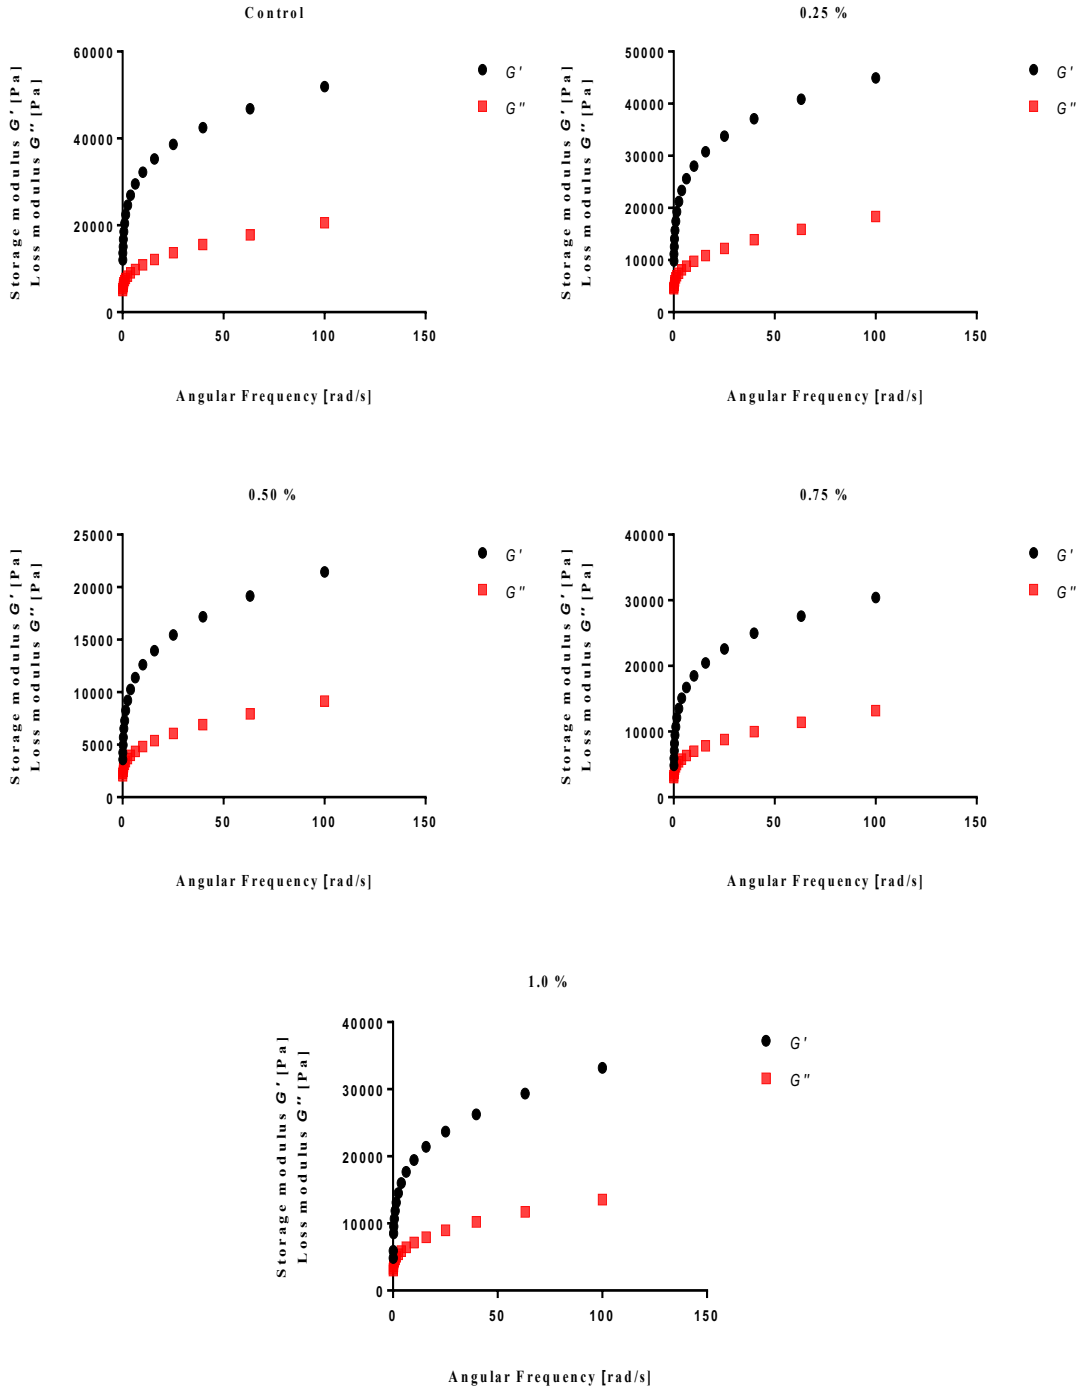 Control
Storage modulus G' [Pa]
Loss modulus G'' [Pa]
60000
40000
20000
0
0 50 100 150
Angular Frequency [rad/s]
G'
G''
0.25 %
Storage modulus G' [Pa]
Loss modulus G'' [Pa]
50000
40000
30000
20000
10000
0
0 50 100 150
Angular Frequency [rad/s]
G'
G''
0.50 %
Storage modulus G' [Pa]
Loss modulus G'' [Pa]
25000
20000
15000
10000
5000
0
0 50 100 150
Angular Frequency [rad/s]
G'
G''
0.75 %
Storage modulus G' [Pa]
Loss modulus G'' [Pa]
40000
30000
20000
10000
0
0 50 100 150
Angular Frequency [rad/s]
G'
G''
1.0 %
Storage modulus G' [Pa]
Loss modulus G'' [Pa]
40000
30000
20000
10000
0
0 50 100 150
Angular Frequency [rad/s]
G'
G''